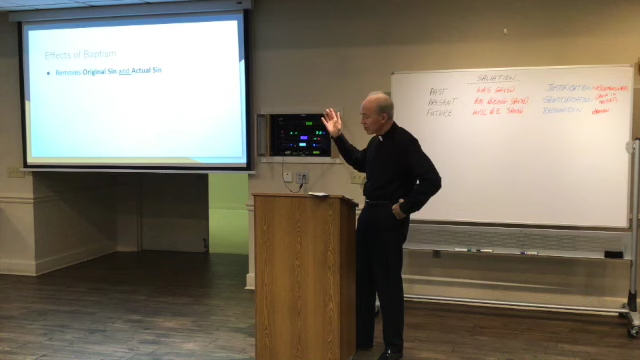 Effects of Baptism
• Removes Original Sin and Actual Sin
SALVATION
PAST WAS SAVED JUSTIFICATION
PRESENT AM BEING SAVED SANCTIFICATION
FUTURE WILL BE SAVED